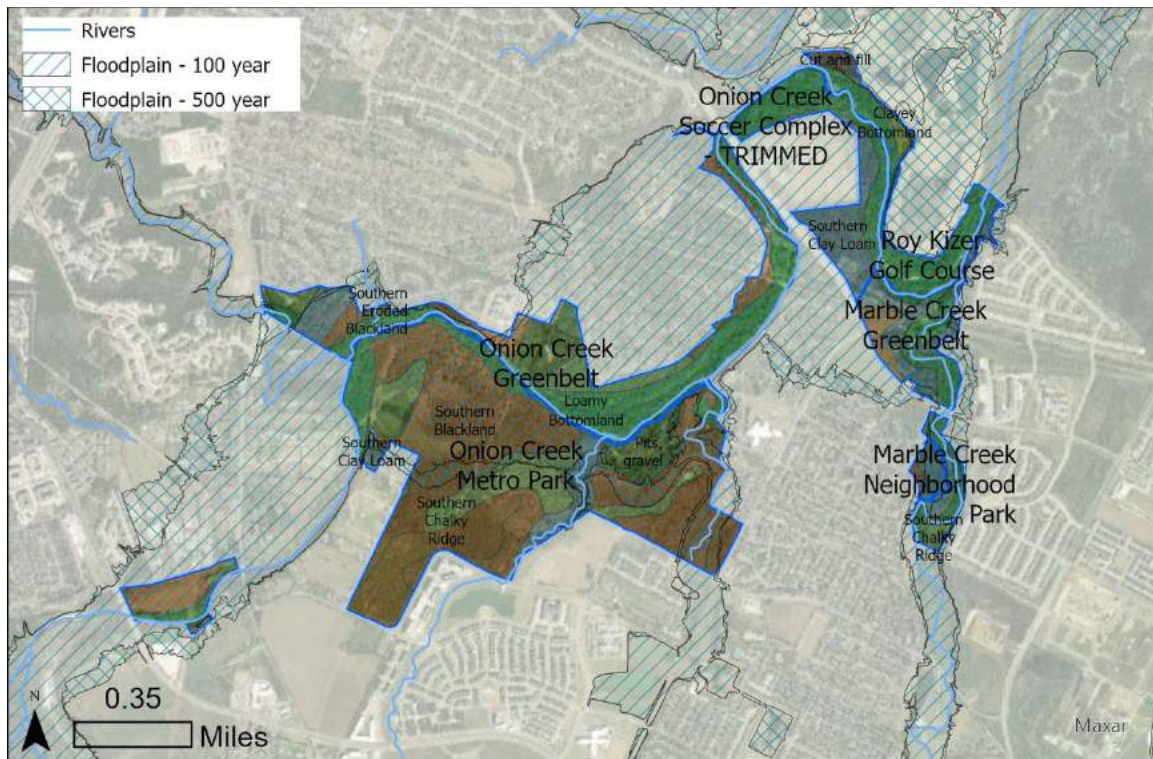 Rivers
Floodplain - 100 year
Floodplain - 500 year
Cut and fill
Onion Creek
Soccer Complex
- TRIMMED
Clayey
Bottomland
Southern
Clay Loam
Roy Kizer
Golf Course
Marble Creek
Greenbelt
Southern
Eroded
Blackland
Onion Creek
Greenbelt
Loamy
Bottomland
Southern
Blackland
Southern
Clay Loam
Onion Creek
Metro Park
Pits,
gravel
Marble Creek
Neighborhood
Park
Southern
Chalky
Ridge
Southern
Chalky
Ridge
N
0.35
Miles
Maxar